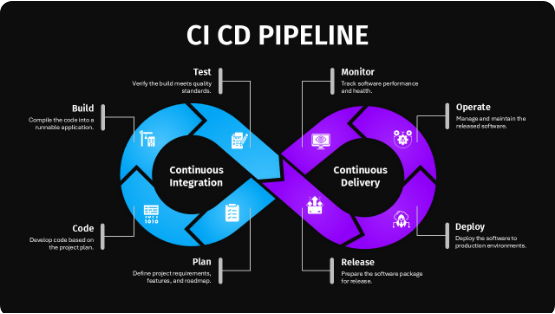 CI CD PIPELINE
Test
Verify the build meets quality
standards.
Monitor
Track software performance
and health.
Build
Compile the code into a
runnable application.
Operate
Manage and maintain the
released software.
Continuous
Integration
Continuous
Delivery
1010
Code
Develop code based on
the project plan.
Deploy
Deploy the software to
production environments.
Plan
Define project requirements,
features, and roadmap.
Release
Prepare the software package
for release.